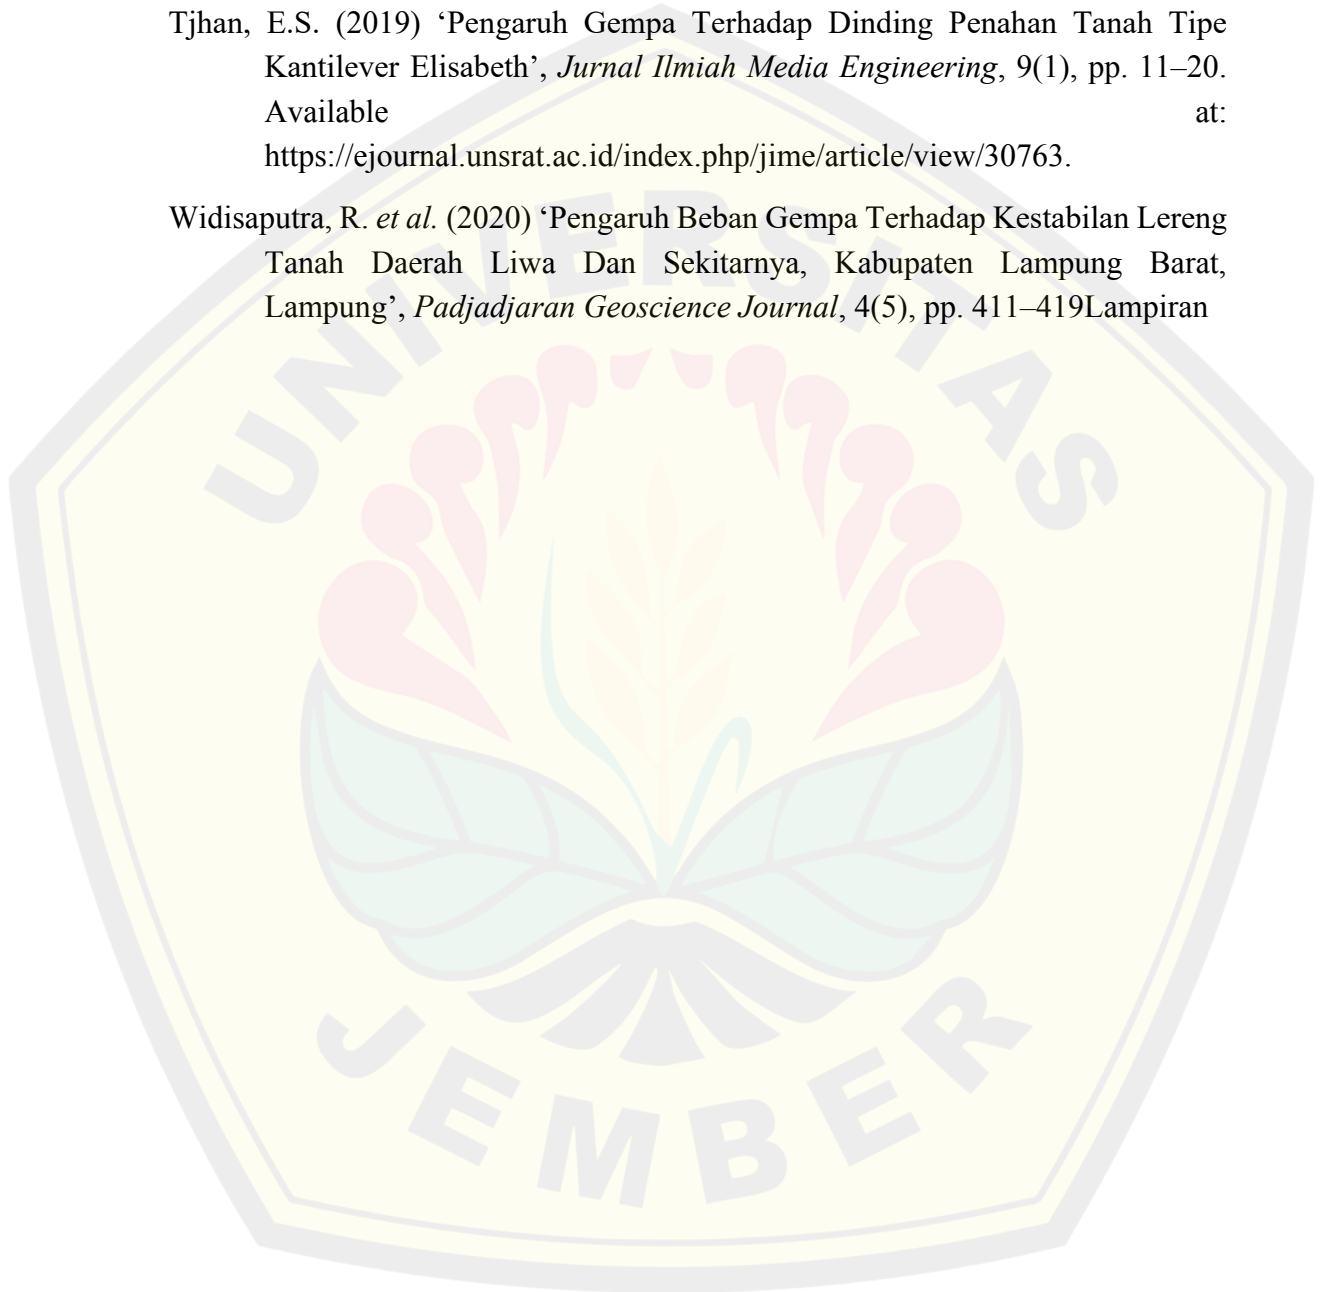 Tjhan, E.S. (2019) ‘Pengaruh Gempa Terhadap Dinding Penahan Tanah Tipe
Kantilever Elisabeth’, Jurnal Ilmiah Media Engineering, 9(1), pp. 11–20.
Available at:
https://ejournal.unsrat.ac.id/index.php/jime/article/view/30763.
Widisaputra, R. et al. (2020) ‘Pengaruh Beban Gempa Terhadap Kestabilan Lereng
Tanah Daerah Liwa Dan Sekitarnya, Kabupaten Lampung Barat,
Lampung’, Padjadjaran Geoscience Journal, 4(5), pp. 411–419Lampiran
UNIVERSITAS
JEMBER